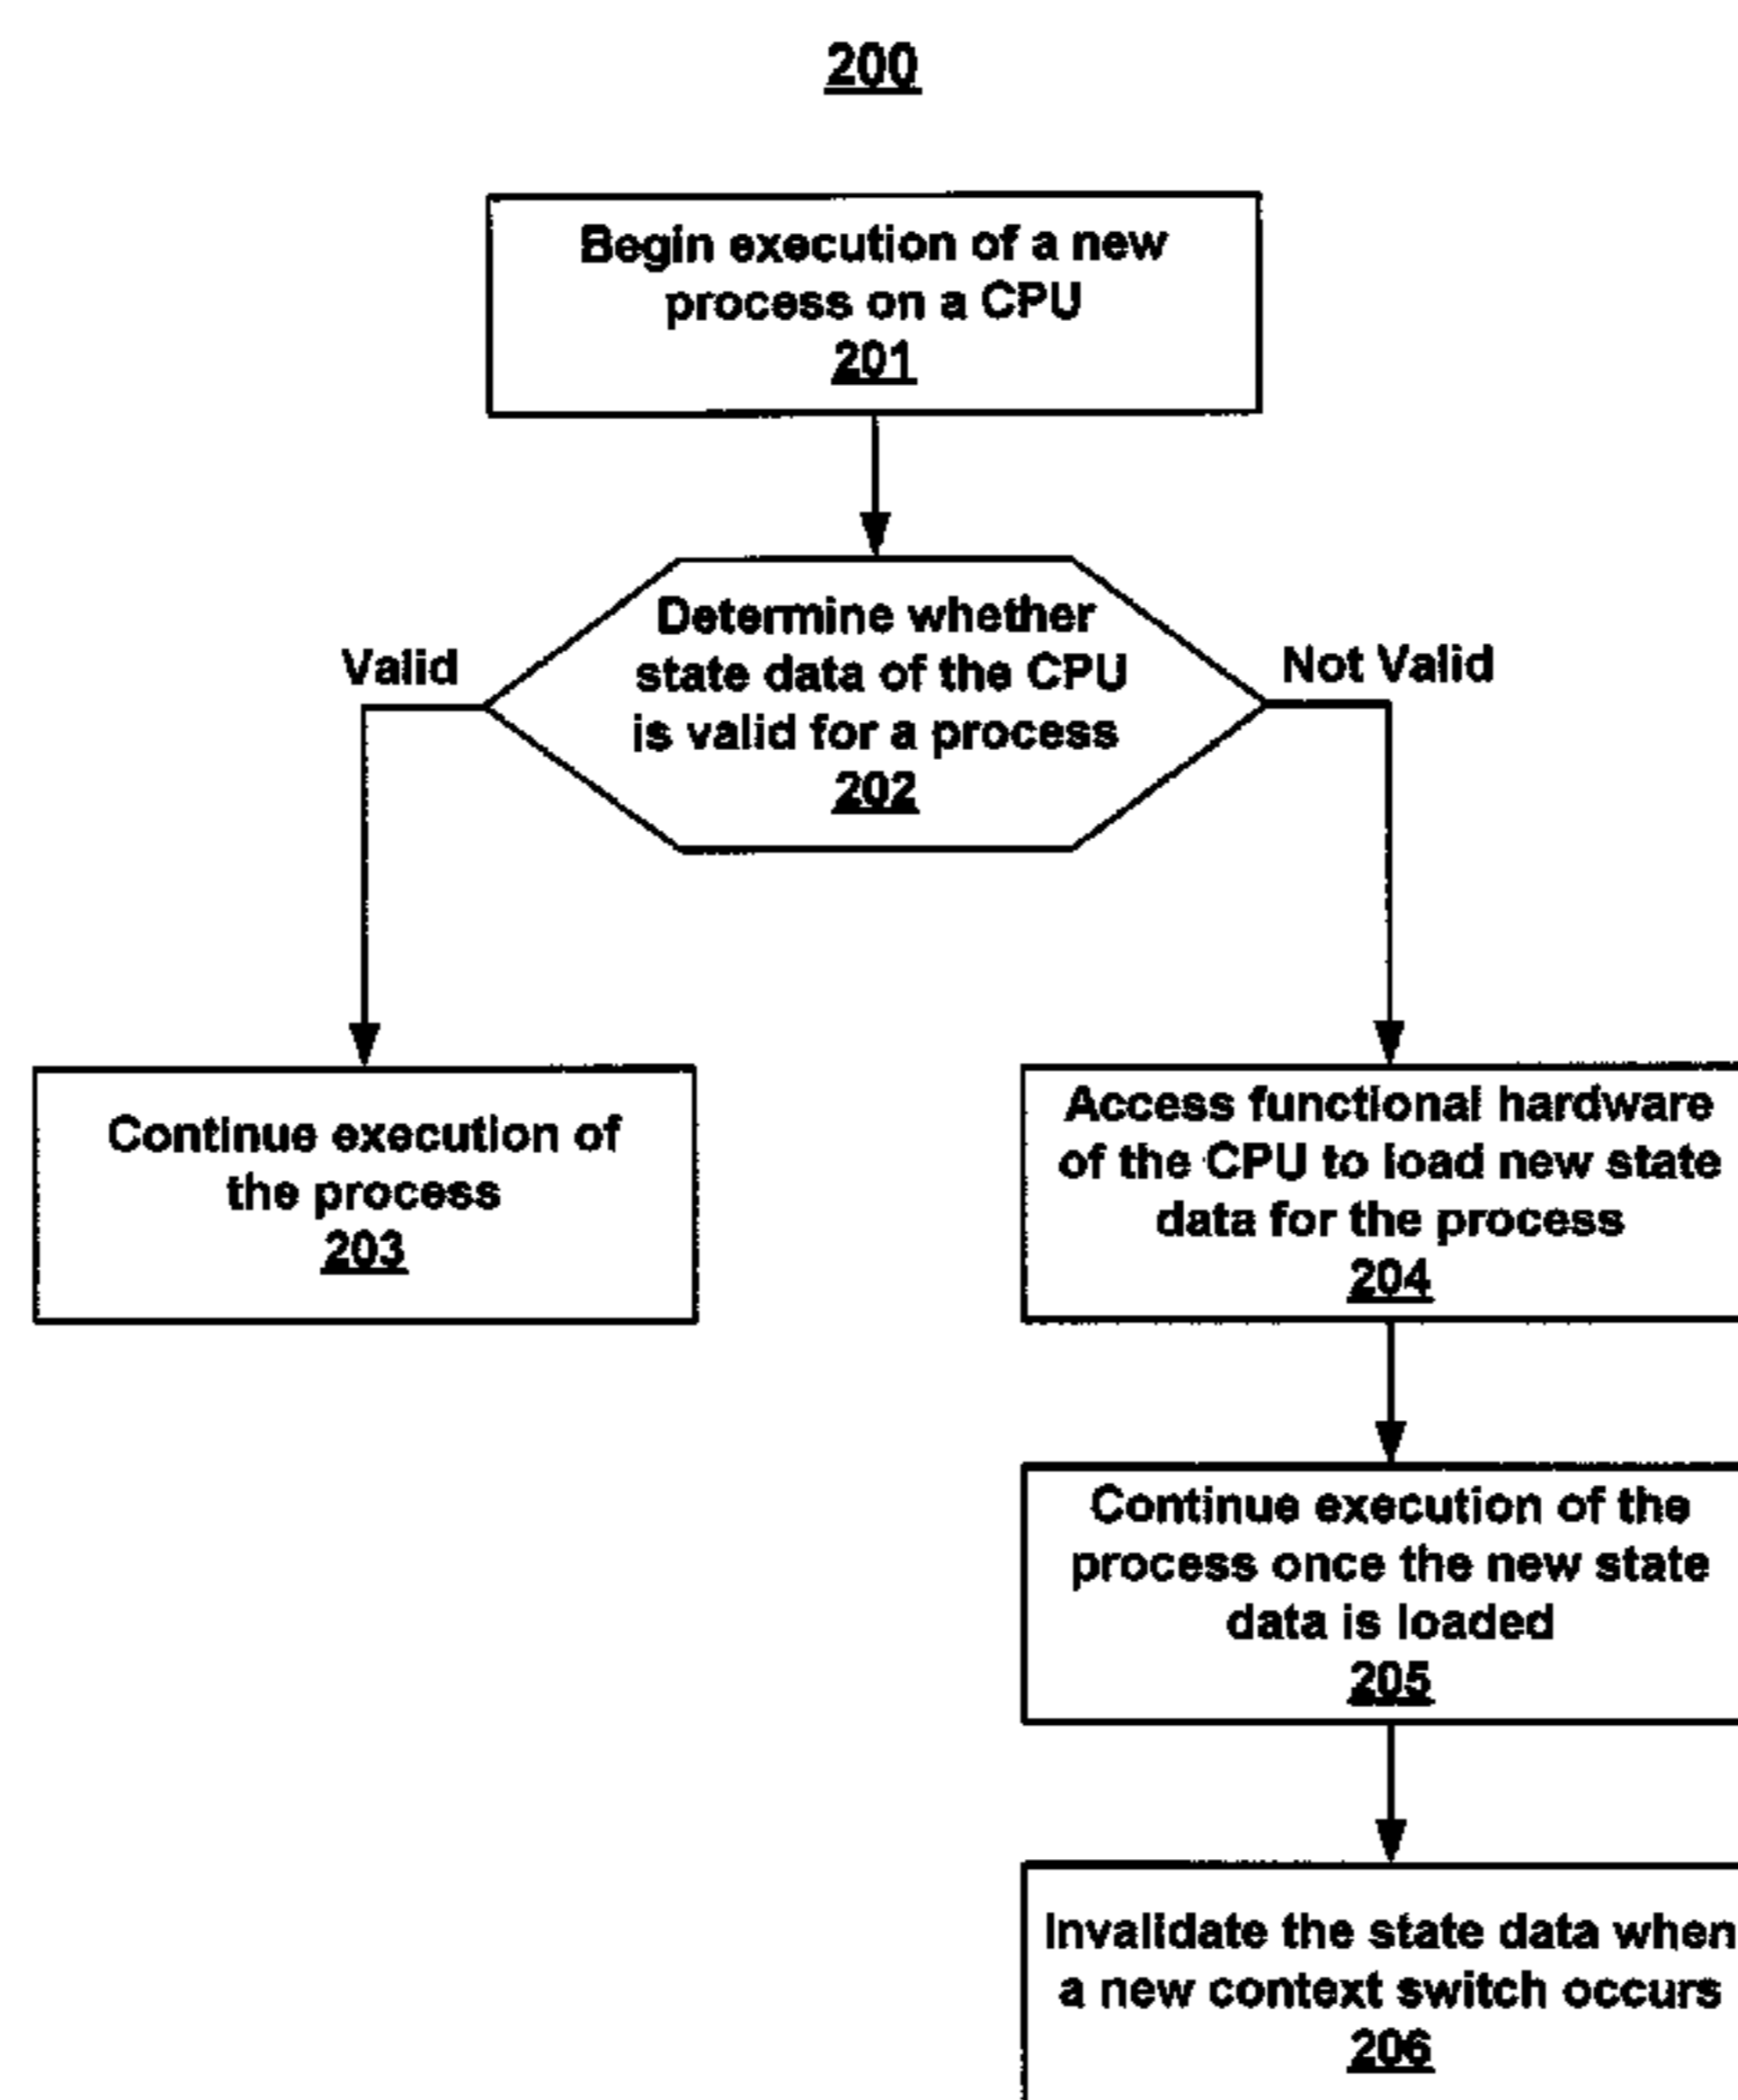 200
Begin execution of a new
process on a CPU
201
Determine whether
state data of the CPU
is valid for a process
202
Valid
Not Valid
Continue execution of
the process
203
Access functional hardware
of the CPU to load new state
data for the process
204
Continue execution of the
process once the new state
data is loaded
205
Invalidate the state data when
a new context switch occurs
206